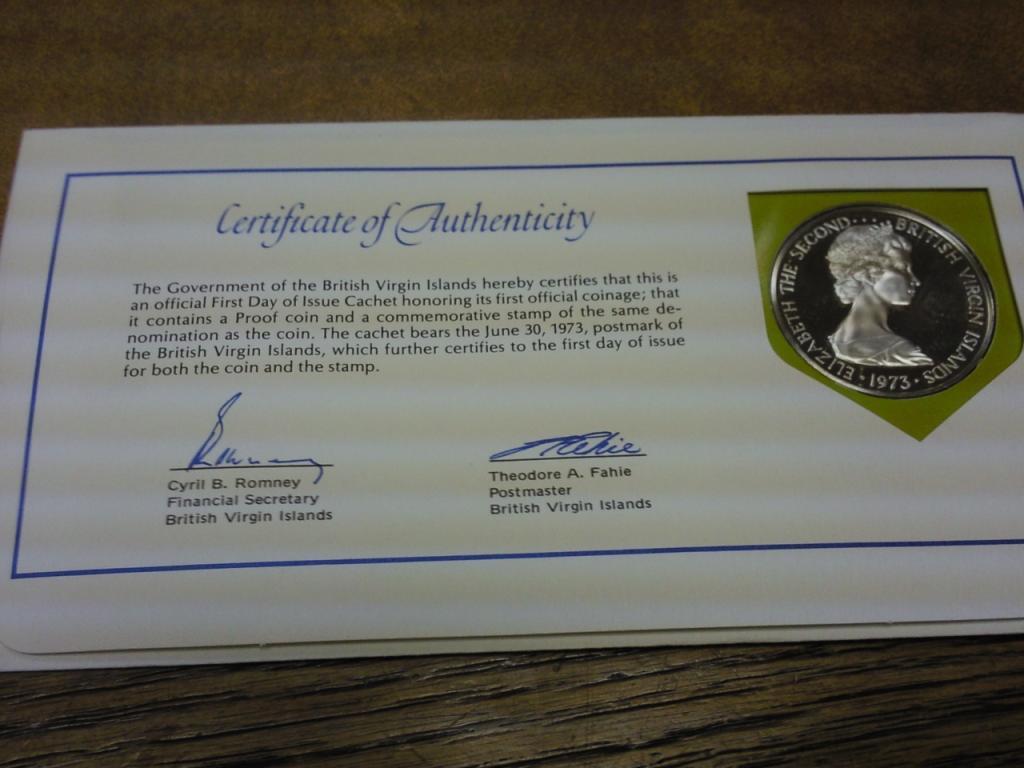 Certificate of Authenticity
The Government of the British Virgin Islands hereby certifies that this is
an official First Day of Issue Cachet honoring its first official coinage; that
it contains a Proof coin and a commemorative stamp of the same de-
nomination as the coin. The cachet bears the June 30, 1973, postmark of
the British Virgin Islands, which further certifies to the first day of issue
for both the coin and the stamp.
Romney
Cyril B. Romney
Financial Secretary
British Virgin Islands
TAFahie
Theodore A. Fahie
Postmaster
British Virgin Islands
ELIZABETH THE SECOND····BRITISH VIRGIN ISLANDS
·1973·